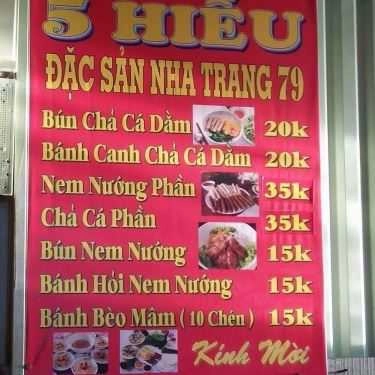 5 HIẾU
ĐẶC SẢN NHA TRANG 79
Bún Chả Cá Dầm 20k
Bánh Canh Chả Cá Dầm 20k
Nem Nướng Phần 35k
Chả Cá Phần 35k
Bún Nem Nướng 15k
Bánh Hỏi Nem Nướng 15k
Bánh Bèo Mâm ( 10 Chén ) 15k
Kính Mời